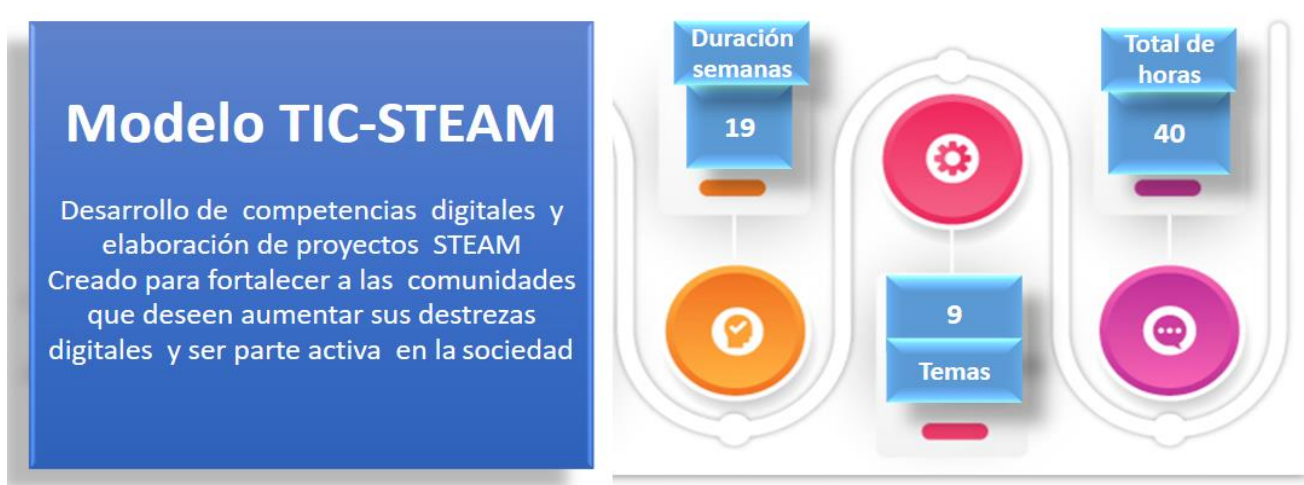 Modelo TIC-STEAM
Desarrollo de competencias digitales y
elaboración de proyectos STEAM
Creado para fortalecer a las comunidades
que deseen aumentar sus destrezas
digitales y ser parte activa en la sociedad
Duración
semanas
19
9
Temas
Total de
horas
40